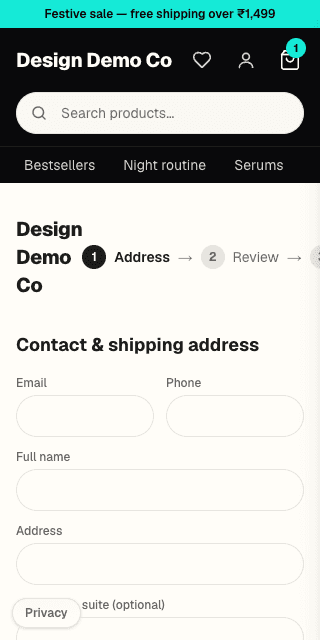 Festive sale — free shipping over ₹1,499
Design Demo Co
1
Search products...
Bestsellers Night routine Serums
Design Demo Co
1 Address → 2 Review →
Contact & shipping address
Email Phone
Full name
Address
suite (optional)
Privacy